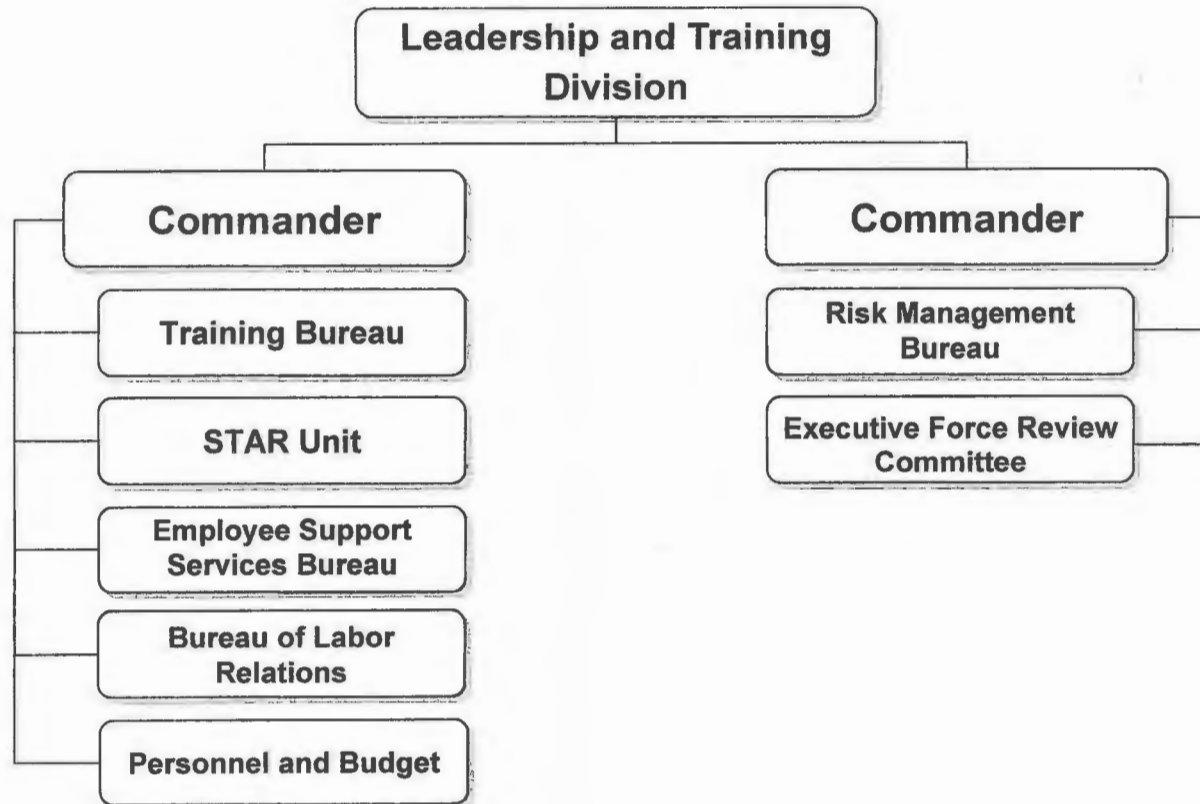 Leadership and Training
Division
Commander
Training Bureau
STAR Unit
Employee Support
Services Bureau
Bureau of Labor
Relations
Personnel and Budget
Commander
Risk Management
Bureau
Executive Force Review
Committee